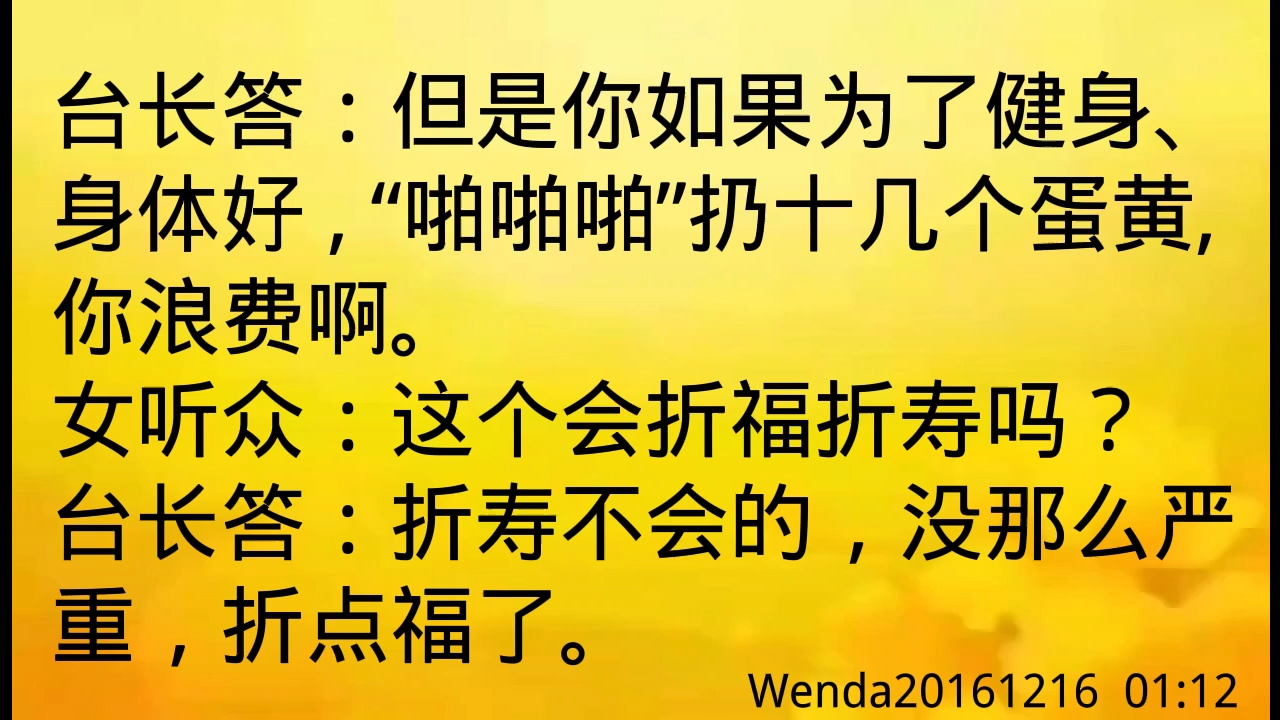 台长答：但是你如果为了健身、
身体好，“啪啪啪”扔十几个蛋黄,
你浪费啊。
女听众：这个会折福折寿吗？
台长答：折寿不会的，没那么严
重，折点福了。
Wenda20161216 01:12